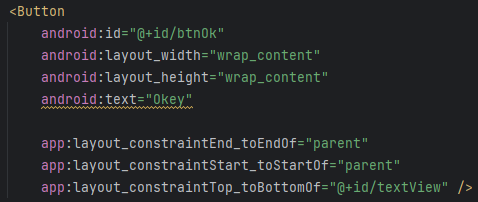 <Button
android:id="@+id/btnOk"
android:layout_width="wrap_content"
android:layout_height="wrap_content"
android:text="Okey"
app:layout_constraintEnd_toEndOf="parent"
app:layout_constraintStart_toStartOf="parent"
app:layout_constraintTop_toBottomOf="@+id/textView" />